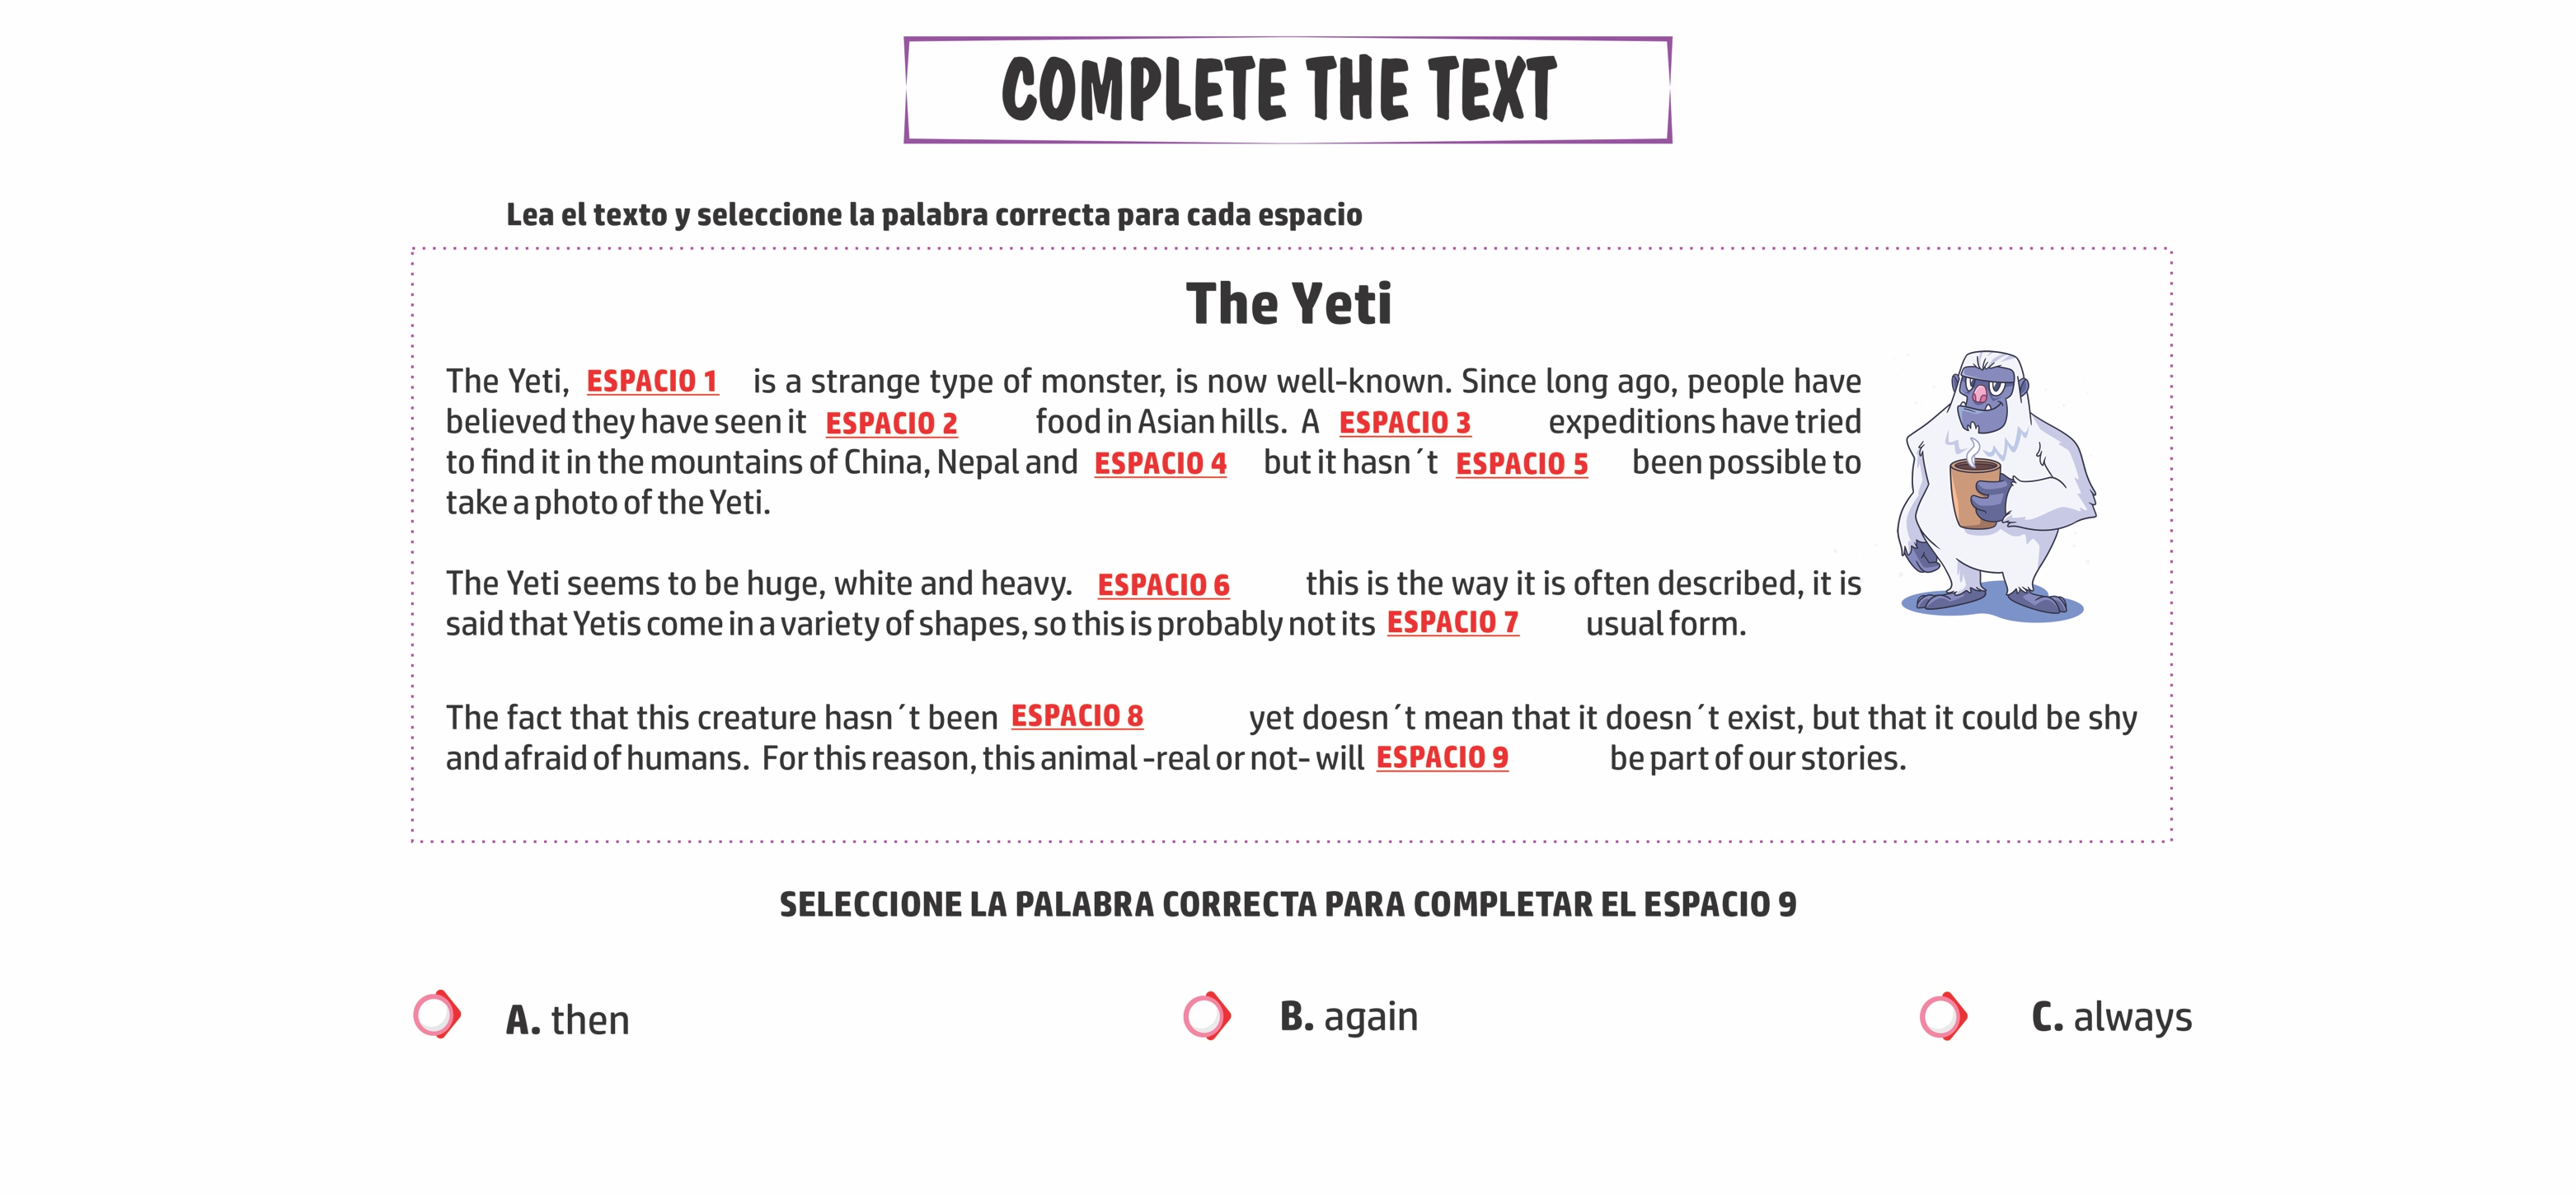 COMPLETE THE TEXT
Lea el texto y seleccione la palabra correcta para cada espacio
The Yeti
The Yeti, ESPACIO 1 is a strange type of monster, is now well-known. Since long ago, people have
believed they have seen it ESPACIO 2 food in Asian hills. A ESPACIO 3 expeditions have tried
to find it in the mountains of China, Nepal and ESPACIO 4 but it hasn´t ESPACIO 5 been possible to
take a photo of the Yeti.
The Yeti seems to be huge, white and heavy. ESPACIO 6 this is the way it is often described, it is
said that Yetis come in a variety of shapes, so this is probably not its ESPACIO 7 usual form.
The fact that this creature hasn´t been ESPACIO 8 yet doesn´t mean that it doesn´t exist, but that it could be shy
and afraid of humans. For this reason, this animal -real or not- will ESPACIO 9 be part of our stories.
SELECCIONE LA PALABRA CORRECTA PARA COMPLETAR EL ESPACIO 9
A. then
B. again
C. always